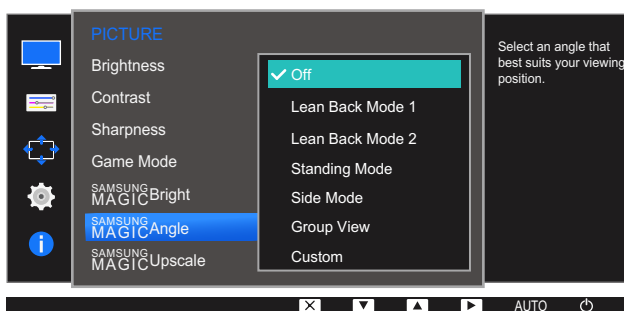 PICTURE
Brightness
Contrast
Sharpness
Game Mode
SAMSUNG
MAGIC Bright
SAMSUNG
MAGIC Angle
SAMSUNG
MAGIC Upscale
Off
Lean Back Mode 1
Lean Back Mode 2
Standing Mode
Side Mode
Group View
Custom
Select an angle that
best suits your viewing
position.
AUTO